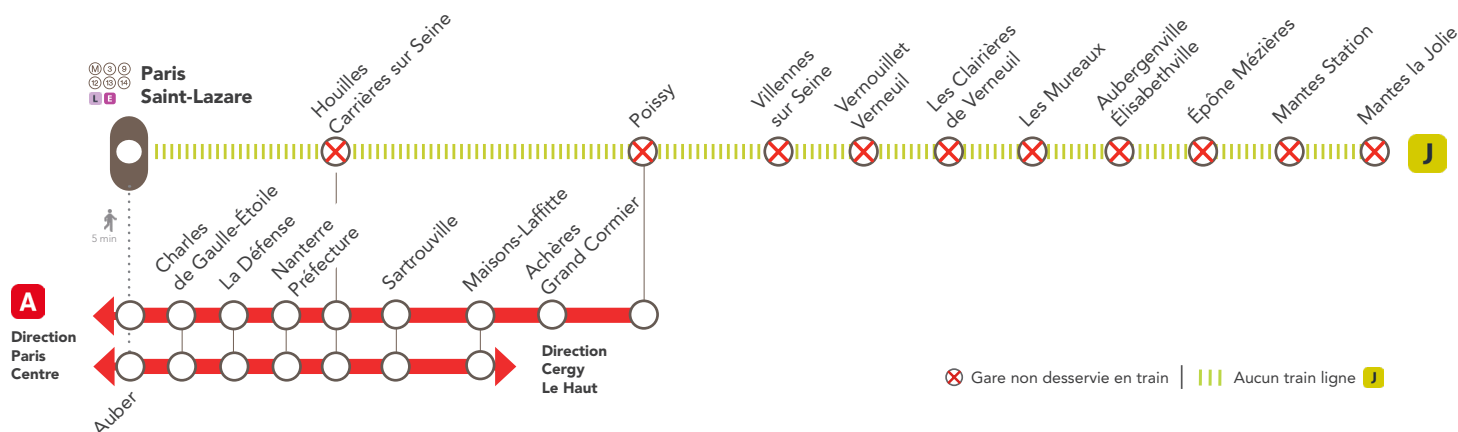 M 3 9
12 13 14
L E
Paris
Saint-Lazare
Houilles
Carrières sur Seine
Poissy
Villennes
sur Seine
Vernouillet
Verneuil
Les Clairières
de Verneuil
Les Mureaux
Aubergenville
Élisabethville
Épône Mézières
Mantes Station
Mantes la Jolie
J
5 min
Charles
de Gaulle-Étoile
La Défense
Nanterre
Préfecture
Sartrouville
Maisons-Laffitte
Achères
Grand Cormier
A
Direction
Paris
Centre
Direction
Cergy
Le Haut
Auber
Gare non desservie en train
Aucun train ligne J